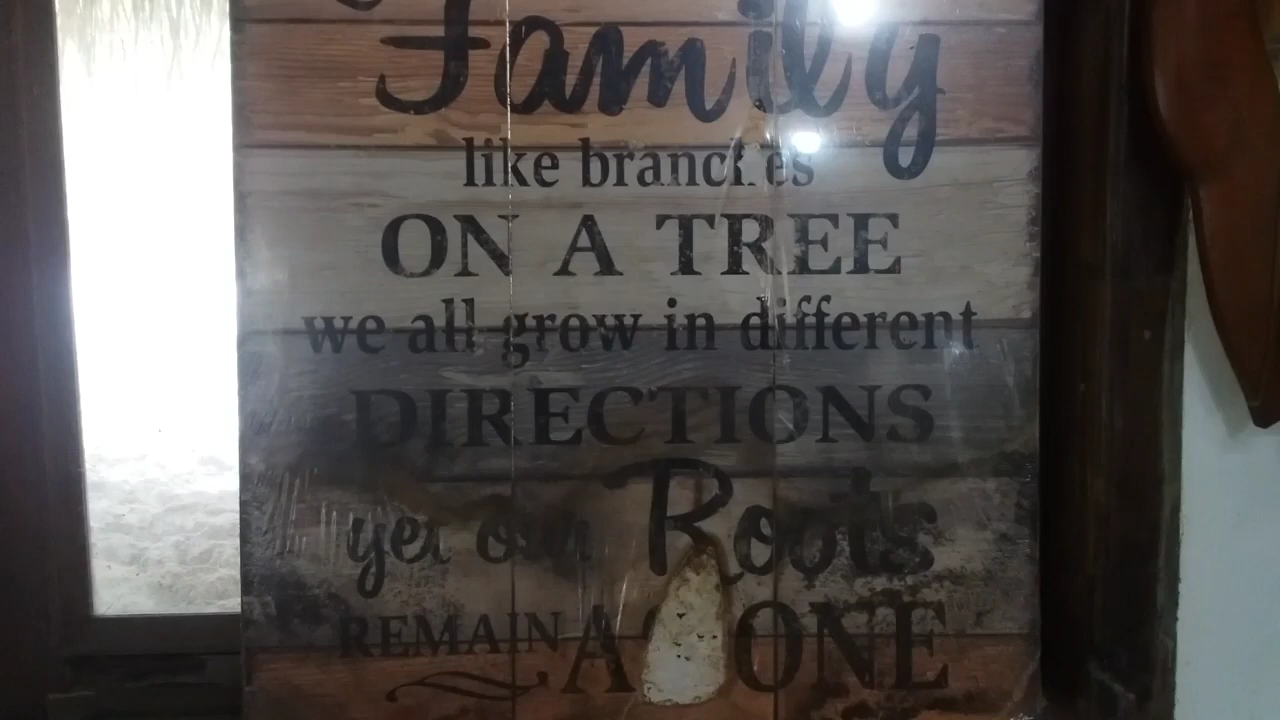 Family
like branches
ON A TREE
we all grow in different
DIRECTIONS
yet our Roots
REMAIN AS ONE